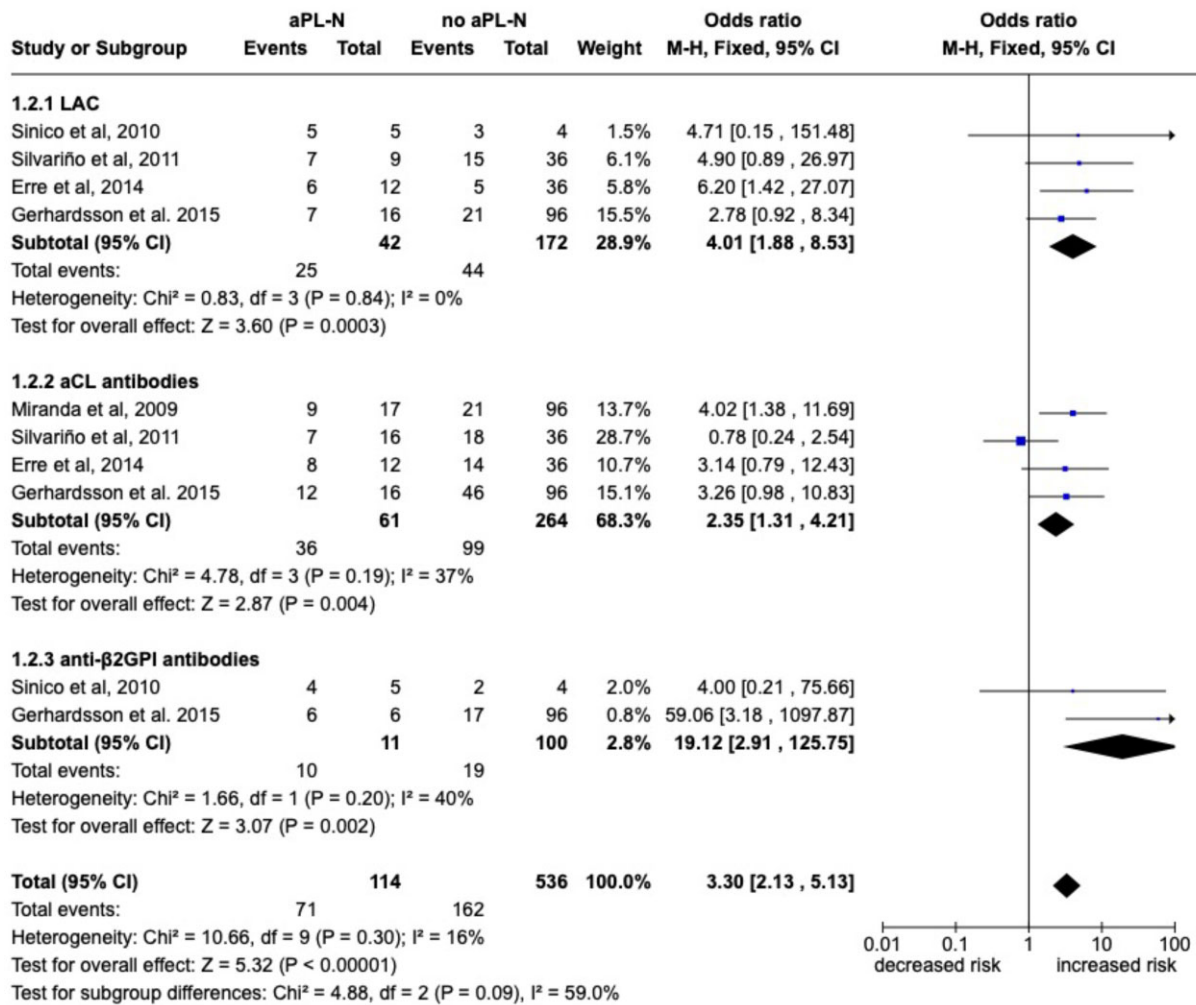 aPL-N no aPL-N Odds ratio Odds ratio
Study or Subgroup Events Total Events Total Weight M-H, Fixed, 95% CI M-H, Fixed, 95% CI
1.2.1 LAC
Sinico et al, 2010 5 5 3 4 1.5% 4.71 [0.15 , 151.48]
Silvariño et al, 2011 7 9 15 36 6.1% 4.90 [0.89 , 26.97]
Erre et al, 2014 6 12 5 36 5.8% 6.20 [1.42 , 27.07]
Gerhardsson et al. 2015 7 16 21 96 15.5% 2.78 [0.92 , 8.34]
Subtotal (95% CI) 42 172 28.9% 4.01 [1.88 , 8.53]
Total events: 25 44
Heterogeneity: Chi² = 0.83, df = 3 (P = 0.84); I² = 0%
Test for overall effect: Z = 3.60 (P = 0.0003)
1.2.2 aCL antibodies
Miranda et al, 2009 9 17 21 96 13.7% 4.02 [1.38 , 11.69]
Silvariño et al, 2011 7 16 18 36 28.7% 0.78 [0.24 , 2.54]
Erre et al, 2014 8 12 14 36 10.7% 3.14 [0.79 , 12.43]
Gerhardsson et al. 2015 12 16 46 96 15.1% 3.26 [0.98 , 10.83]
Subtotal (95% CI) 61 264 68.3% 2.35 [1.31 , 4.21]
Total events: 36 99
Heterogeneity: Chi² = 4.78, df = 3 (P = 0.19); I² = 37%
Test for overall effect: Z = 2.87 (P = 0.004)
1.2.3 anti-β2GPI antibodies
Sinico et al, 2010 4 5 2 4 2.0% 4.00 [0.21 , 75.66]
Gerhardsson et al. 2015 6 6 17 96 0.8% 59.06 [3.18 , 1097.87]
Subtotal (95% CI) 11 100 2.8% 19.12 [2.91 , 125.75]
Total events: 10 19
Heterogeneity: Chi² = 1.66, df = 1 (P = 0.20); I² = 40%
Test for overall effect: Z = 3.07 (P = 0.002)
Total (95% CI) 114 536 100.0% 3.30 [2.13 , 5.13]
Total events: 71 162
Heterogeneity: Chi² = 10.66, df = 9 (P = 0.30); I² = 16%
Test for overall effect: Z = 5.32 (P < 0.00001)
Test for subgroup differences: Chi² = 4.88, df = 2 (P = 0.09), I² = 59.0%
0.01 0.1 1 10 100
decreased risk increased risk